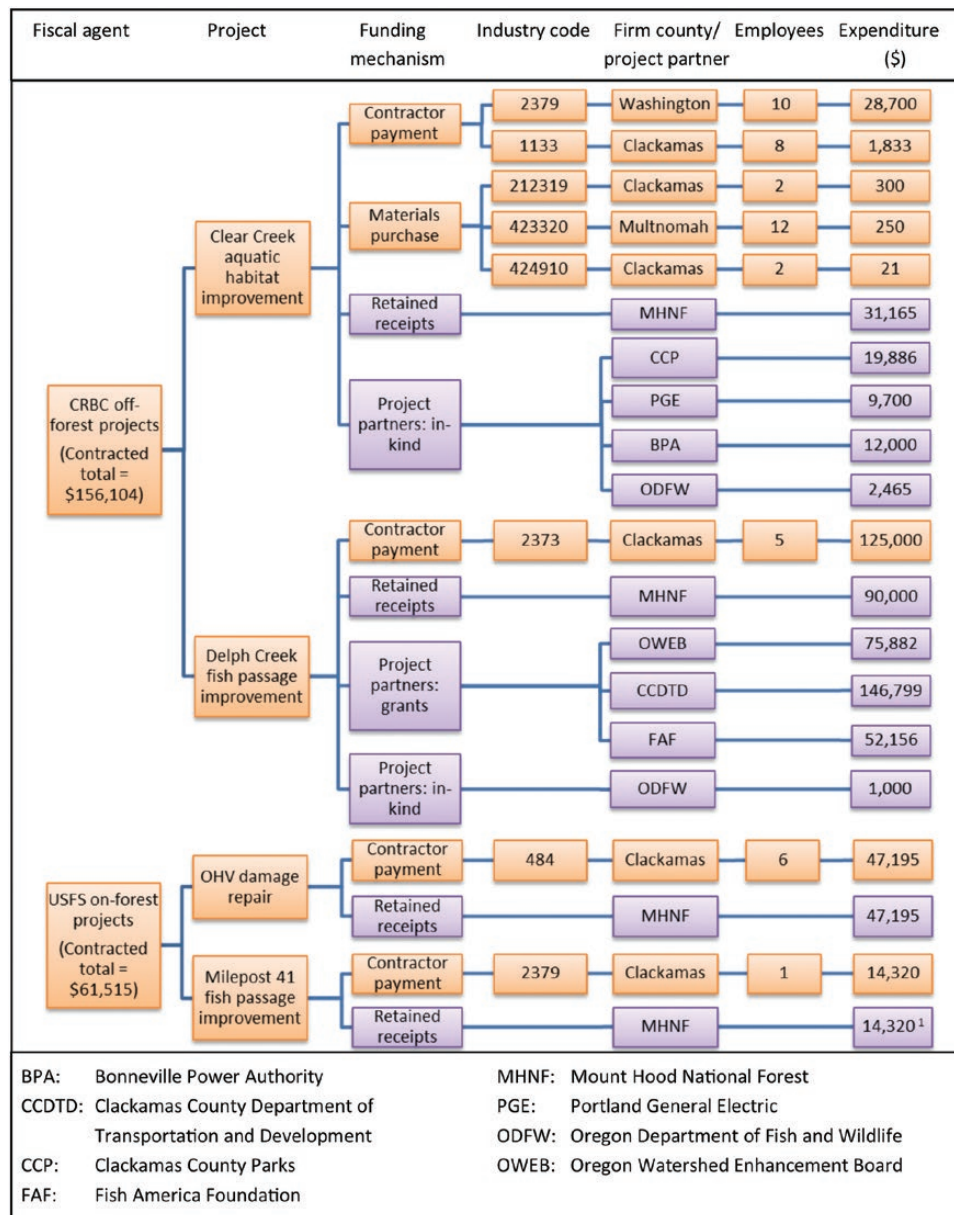 Fiscal agent Project Funding mechanism Industry code Firm county/ project partner Employees Expenditure ($)
CRBC off-
forest projects
(Contracted
total =
$156,104)
Clear Creek
aquatic
habitat
improvement
Contractor
payment
2379 Washington 10 28,700
1133 Clackamas 8 1,833
Materials
purchase
212319 Clackamas 2 300
423320 Multnomah 12 250
424910 Clackamas 2 21
Retained
receipts
MHNF 31,165
Project
partners: in-
kind
CCP 19,886
PGE 9,700
BPA 12,000
ODFW 2,465
Delph Creek
fish passage
improvement
Contractor
payment
2373 Clackamas 5 125,000
Retained
receipts
MHNF 90,000
Project
partners:
grants
OWEB 75,882
CCDTD 146,799
FAF 52,156
Project
partners: in-
kind
ODFW 1,000
USFS on-forest
projects
(Contracted
total =
$61,515)
OHV damage
repair
Contractor
payment
484 Clackamas 6 47,195
Retained
receipts
MHNF 47,195
Milepost 41
fish passage
improvement
Contractor
payment
2379 Clackamas 1 14,320
Retained
receipts
MHNF 14,320 1
BPA: Bonneville Power Authority
CCDTD: Clackamas County Department of
Transportation and Development
CCP: Clackamas County Parks
FAF: Fish America Foundation
MHNF: Mount Hood National Forest
PGE: Portland General Electric
ODFW: Oregon Department of Fish and Wildlife
OWEB: Oregon Watershed Enhancement Board